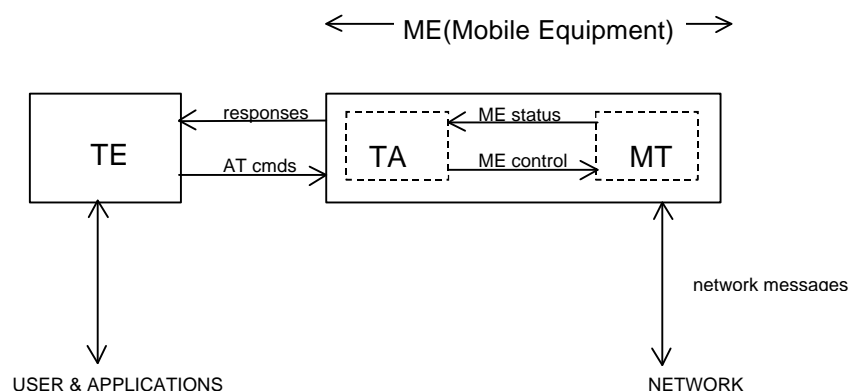 ME(Mobile Equipment)
responses
ME status
TE
TA
MT
AT cmds
ME control
network messages
USER & APPLICATIONS
NETWORK